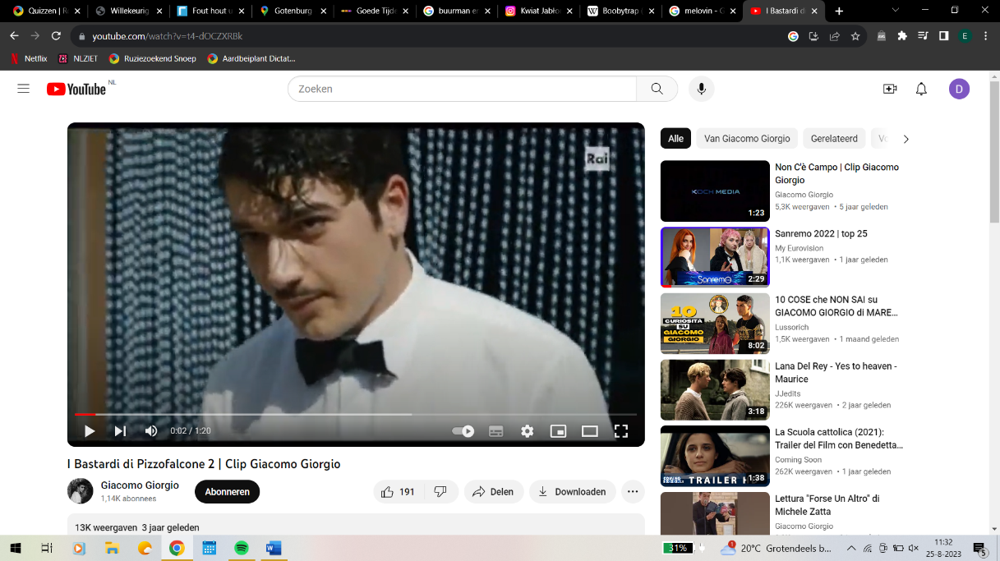 Quizzen | Ra
Willekeurig
Fout hout u
Gotenburg
Goede Tijde
buurman en
Kwiat Jabło
Boobytrap (
melovin - G
I Bastardi d
youtube.com/watch?v=t4-dOCZXRBk
E
Netflix
NLZIET
Ruziezoekend Snoep
Aardbeiplant Dictat...
YouTube NL
Zoeken
D
Rai
0:02 / 1:20
I Bastardi di Pizzofalcone 2 | Clip Giacomo Giorgio
Giacomo Giorgio
1,14K abonnees
Abonneren
191
Delen
Downloaden
13K weergaven 3 jaar geleden
Alle
Van Giacomo Giorgio
Gerelateerd
KOCH MEDIA
1:23
Non C'è Campo | Clip Giacomo
Giorgio
Giacomo Giorgio
5,3K weergaven • 5 jaar geleden
Sanremo
2:29
Sanremo 2022 | top 25
My Eurovision
1,1K weergaven • 1 jaar geleden
10
CURIOSITÀ
SU
GIACOMO
GIORGIO
8:02
10 COSE che NON SAI su
GIACOMO GIORGIO di MARE...
Lussorich
1,5K weergaven • 1 maand geleden
3:18
Lana Del Rey - Yes to heaven -
Maurice
JJedits
226K weergaven • 2 jaar geleden
COMING SOON
TRAILER
1:38
La Scuola cattolica (2021):
Trailer del Film con Benedetta...
Coming Soon
262K weergaven • 1 jaar geleden
Lettura "Forse Un Altro" di
Michele Zatta
Giacomo Giorgio
31%
1
20°C Grotendeels b...
11:32
25-8-2023
5